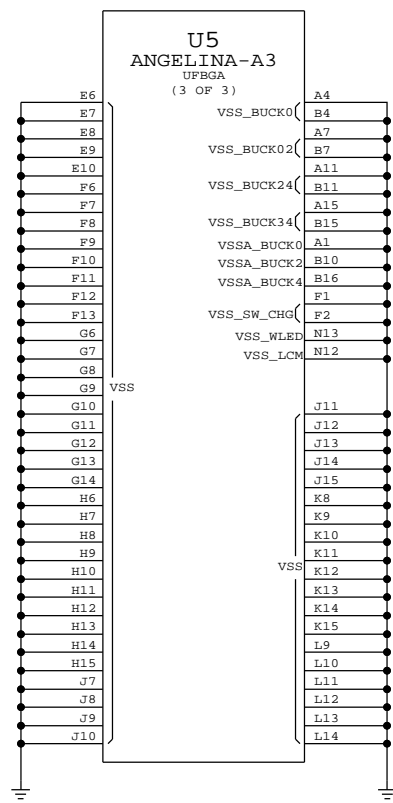 U5
ANGELINA-A3
UFBGA
(3 OF 3)
E6
E7
E8
E9
E10
F6
F7
F8
F9
F10
F11
F12
F13
G6
G7
G8
G9
G10
G11
G12
G13
G14
H6
H7
H8
H9
H10
H11
H12
H13
H14
H15
J7
J8
J9
J10
VSS
VSS_BUCK0
VSS_BUCK02
VSS_BUCK24
VSS_BUCK34
VSSA_BUCK0
VSSA_BUCK2
VSSA_BUCK4
VSS_SW_CHG
VSS_WLED
VSS_LCM
VSS
A4
B4
A7
B7
A11
B11
A15
B15
A1
B10
B16
F1
F2
N13
N12
J11
J12
J13
J14
J15
K8
K9
K10
K11
K12
K13
K14
K15
L9
L10
L11
L12
L13
L14